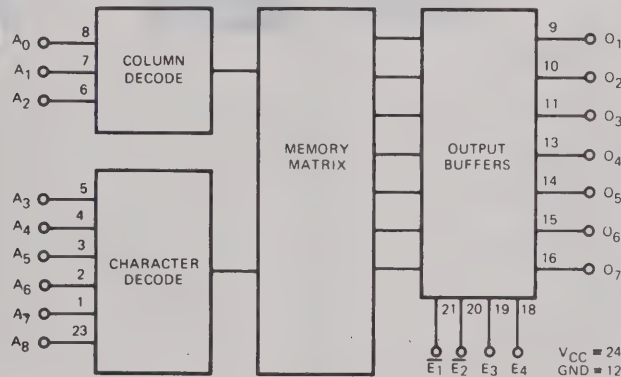 A0 8
A1 7
A2 6
COLUMN
DECODE
A3 5
A4 4
A5 3
A6 2
A7 1
A8 23
CHARACTER
DECODE
MEMORY
MATRIX
OUTPUT
BUFFERS
9 O1
10 O2
11 O3
13 O4
14 O5
15 O6
16 O7
21 20 19 18
E̅1 E̅2 E3 E4
VCC = 24
GND = 12